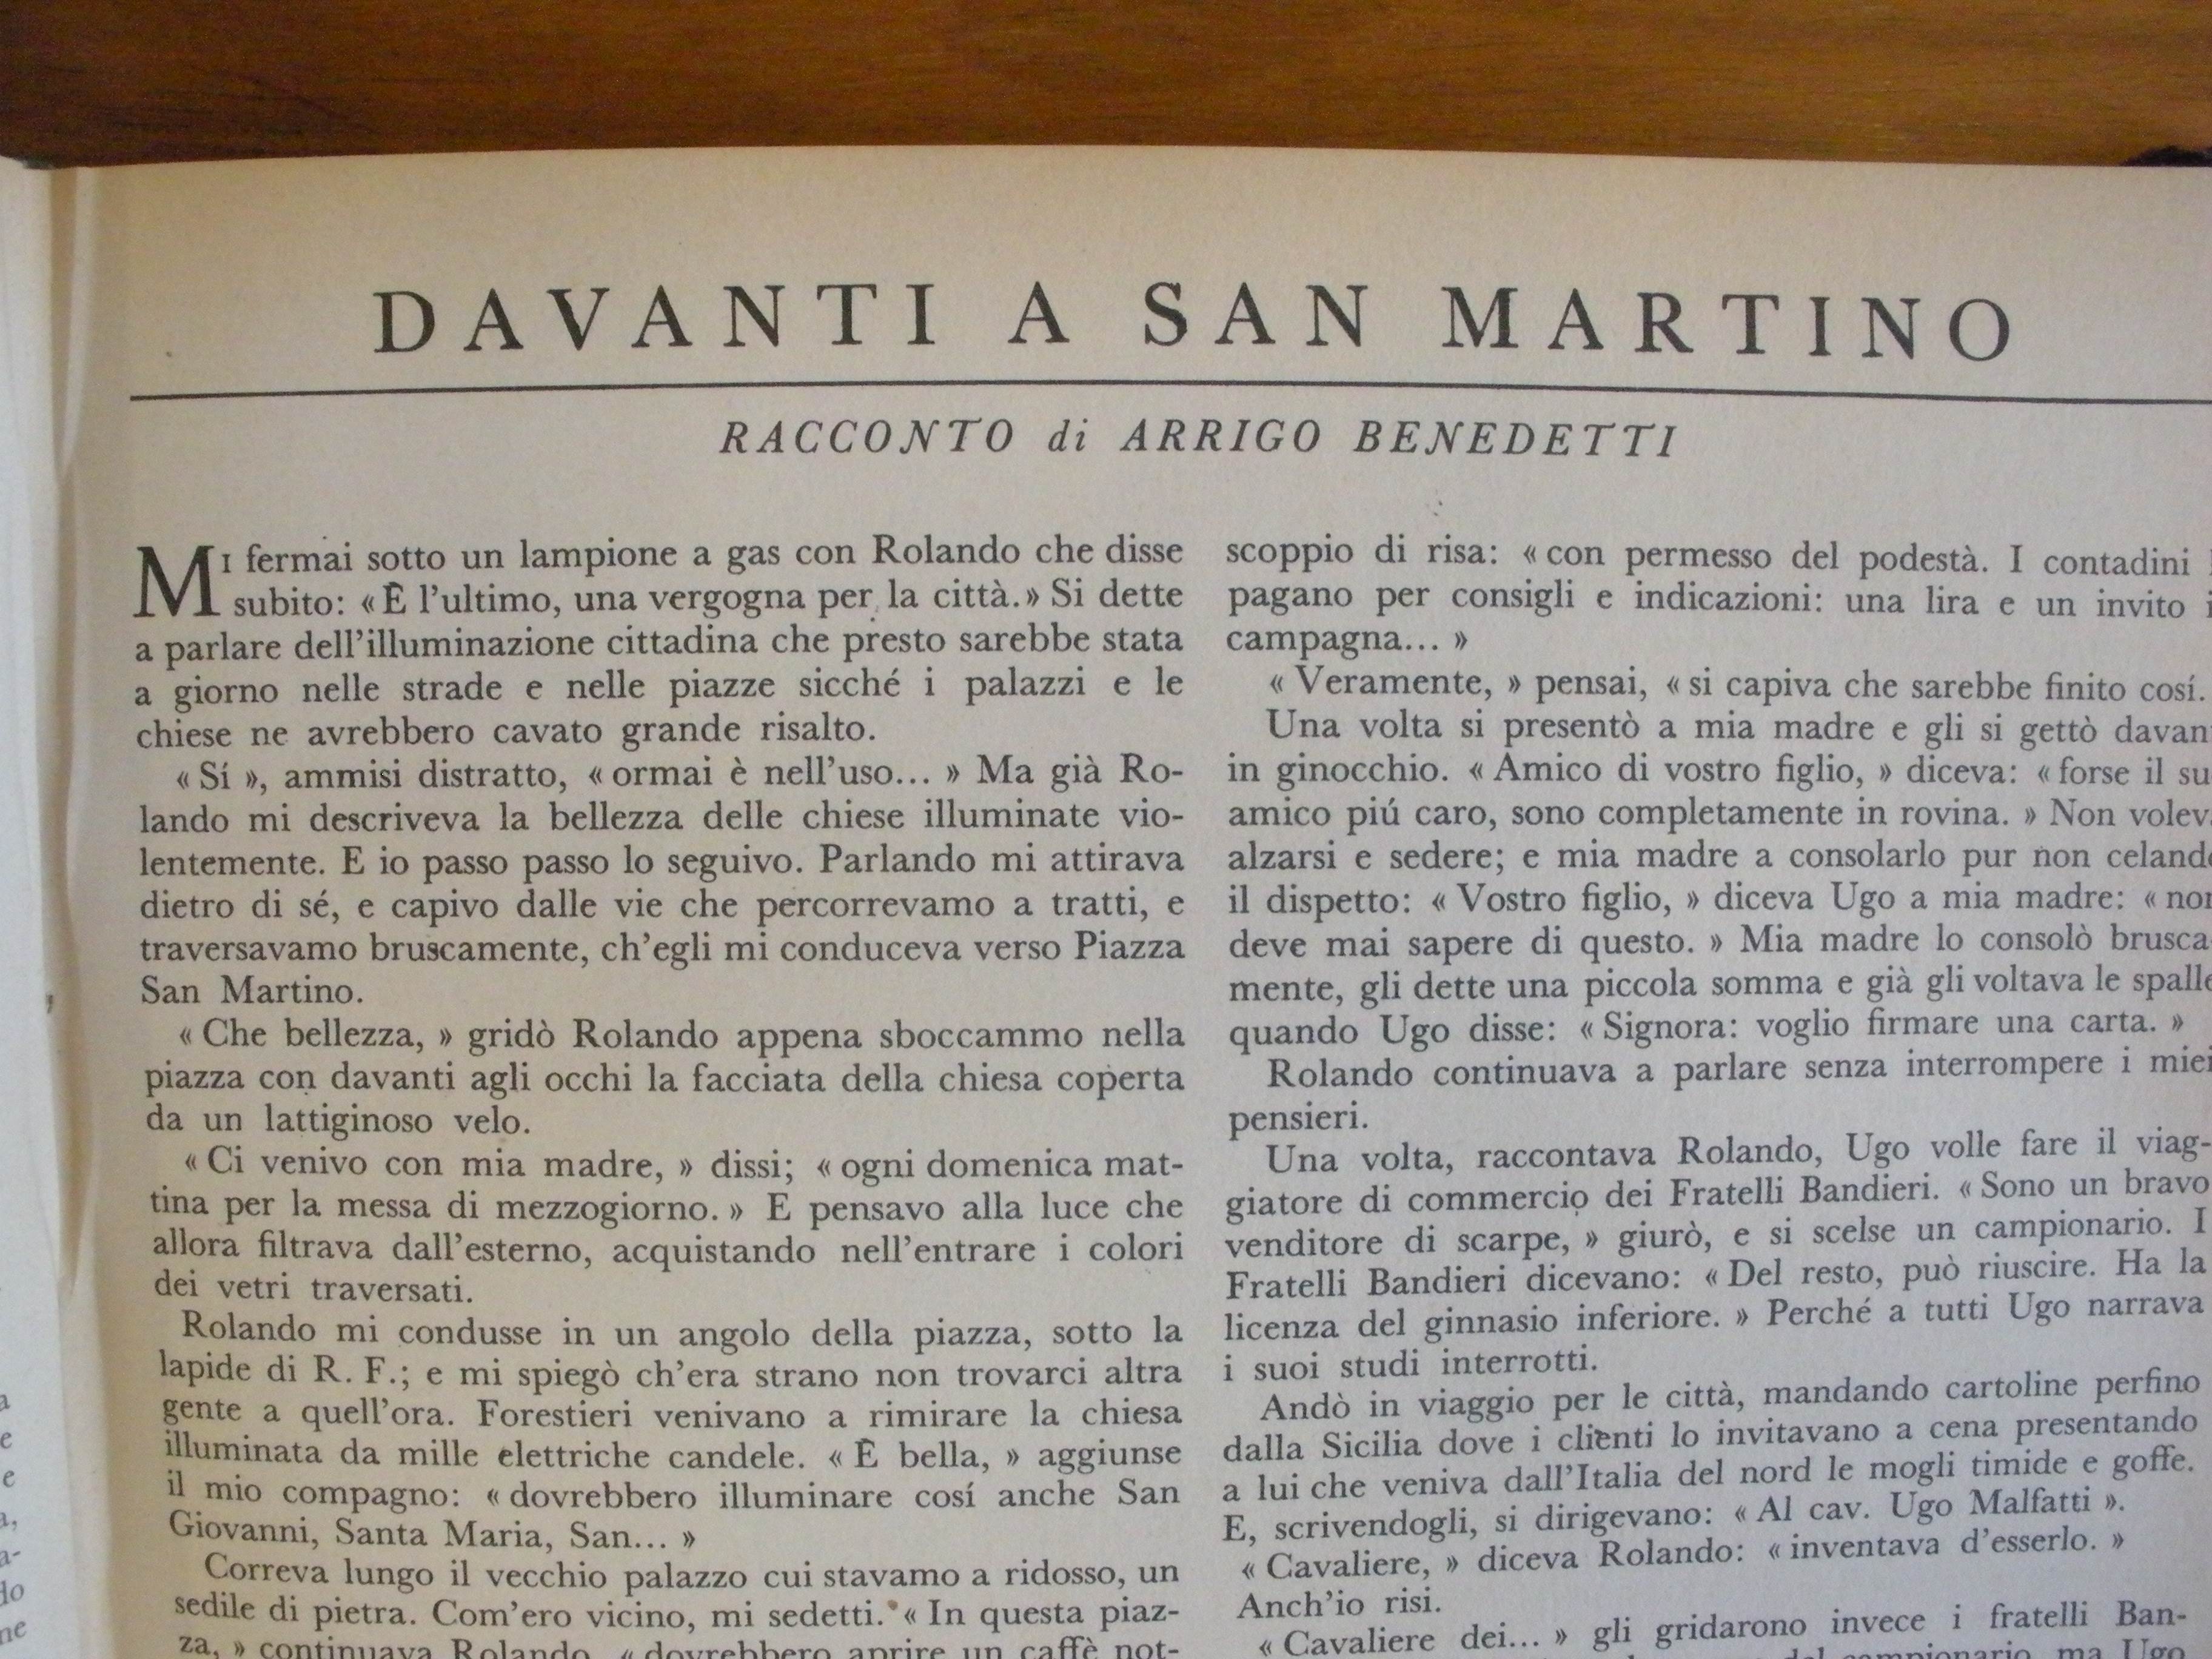 DAVANTI A SAN MARTINO
RACCONTO di ARRIGO BENEDETTI
MI fermai sotto un lampione a gas con Rolando che disse
subito: « È l'ultimo, una vergogna per la città.» Si dette
a parlare dell'illuminazione cittadina che presto sarebbe stata
a giorno nelle strade e nelle piazze sicché i palazzi e le
chiese ne avrebbero cavato grande risalto.
« Sí », ammisi distratto, « ormai è nell'uso... » Ma già Ro-
lando mi descriveva la bellezza delle chiese illuminate vio-
lentemente. E io passo passo lo seguivo. Parlando mi attirava
dietro di sé, e capivo dalle vie che percorrevamo a tratti, e
traversavamo bruscamente, ch'egli mi conduceva verso Piazza
San Martino.
« Che bellezza, » gridò Rolando appena sboccammo nella
piazza con davanti agli occhi la facciata della chiesa coperta
da un lattiginoso velo.
« Ci venivo con mia madre, » dissi; « ogni domenica mat-
tina per la messa di mezzogiorno. » E pensavo alla luce che
allora filtrava dall'esterno, acquistando nell'entrare i colori
dei vetri traversati.
Rolando mi condusse in un angolo della piazza, sotto la
lapide di R. F.; e mi spiegò ch'era strano non trovarci altra
gente a quell'ora. Forestieri venivano a rimirare la chiesa
illuminata da mille elettriche candele. « È bella, » aggiunse
il mio compagno: « dovrebbero illuminare cosí anche San
Giovanni, Santa Maria, San... »
Correva lungo il vecchio palazzo cui stavamo a ridosso, un
sedile di pietra. Com'ero vicino, mi sedetti. « In questa piaz-
za, » continuava Rolando, « dovrebbero aprire un caffè not-
scoppio di risa: « con permesso del podestà. I contadini
pagano per consigli e indicazioni: una lira e un invito
campagna... »
« Veramente, » pensai, « si capiva che sarebbe finito cosí.
Una volta si presentò a mia madre e gli si gettò
in ginocchio. « Amico di vostro figlio, » diceva: « forse il
amico piú caro, sono completamente in rovina. » Non
alzarsi e sedere; e mia madre a consolarlo pur non
il dispetto: « Vostro figlio, » diceva Ugo a mia madre: «
deve mai sapere di questo. » Mia madre lo consolò brusca-
mente, gli dette una piccola somma e già gli voltava le
quando Ugo disse: « Signora: voglio firmare una carta. »
Rolando continuava a parlare senza interrompere i miei
pensieri.
Una volta, raccontava Rolando, Ugo volle fare il viag-
giatore di commercio dei Fratelli Bandieri. « Sono un bravo
venditore di scarpe, » giurò, e si scelse un campionario. I
Fratelli Bandieri dicevano: « Del resto, può riuscire. Ha la
licenza del ginnasio inferiore. » Perché a tutti Ugo narrava
i suoi studi interrotti.
Andò in viaggio per le città, mandando cartoline perfino
dalla Sicilia dove i clienti lo invitavano a cena presentando
a lui che veniva dall'Italia del nord le mogli timide e goffe.
E, scrivendogli, si dirigevano: « Al cav. Ugo Malfatti ».
« Cavaliere, » diceva Rolando: « inventava d'esserlo. »
Anch'io risi.
« Cavaliere dei... » gli gridarono invece i fratelli Ban-
campionario, ma Ugo